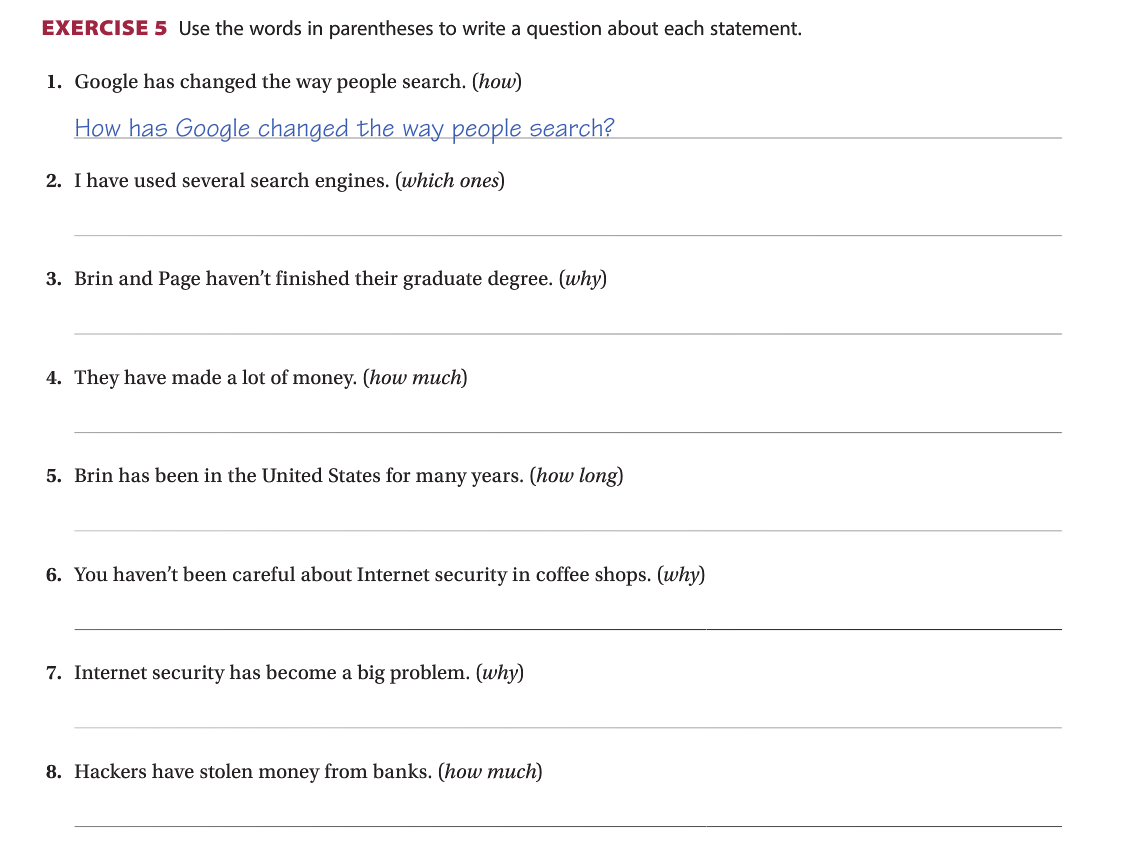 EXERCISE 5 Use the words in parentheses to write a question about each statement.
1. Google has changed the way people search. (how)
How has Google changed the way people search?
2. I have used several search engines. (which ones)
3. Brin and Page haven’t finished their graduate degree. (why)
4. They have made a lot of money. (how much)
5. Brin has been in the United States for many years. (how long)
6. You haven’t been careful about Internet security in coffee shops. (why)
7. Internet security has become a big problem. (why)
8. Hackers have stolen money from banks. (how much)